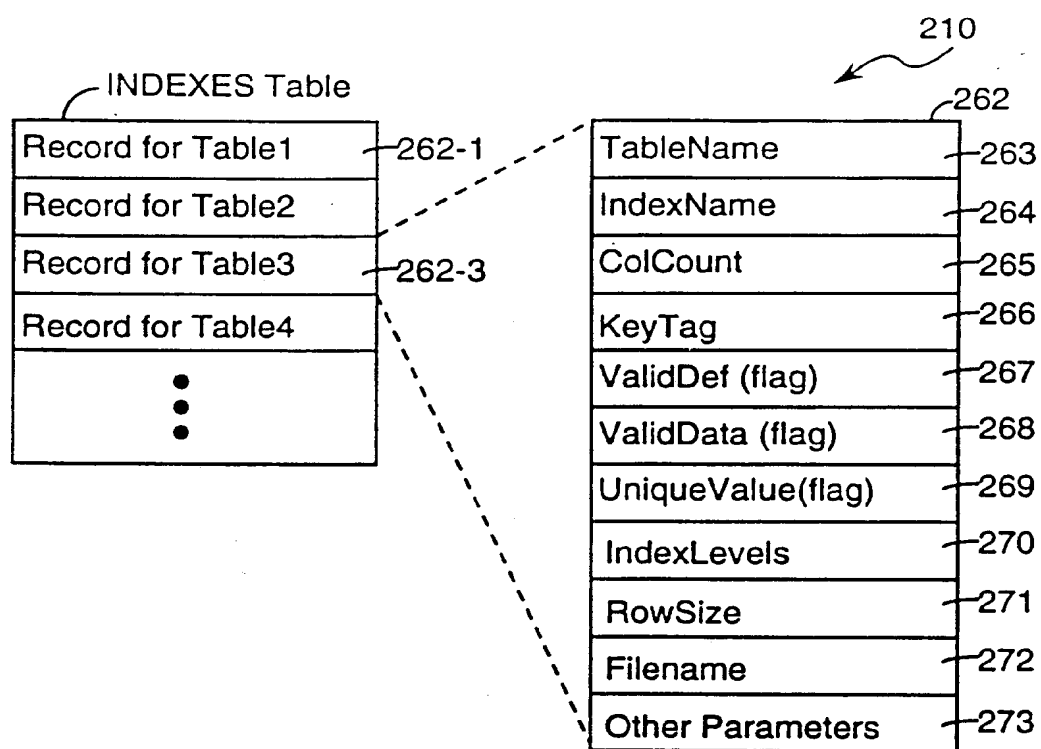 210
INDEXES Table
262
Record for Table1
262-1
Record for Table2
Record for Table3
262-3
Record for Table4
TableName
263
IndexName
264
ColCount
265
KeyTag
266
ValidDef (flag)
267
ValidData (flag)
268
UniqueValue(flag)
269
IndexLevels
270
RowSize
271
Filename
272
Other Parameters
273